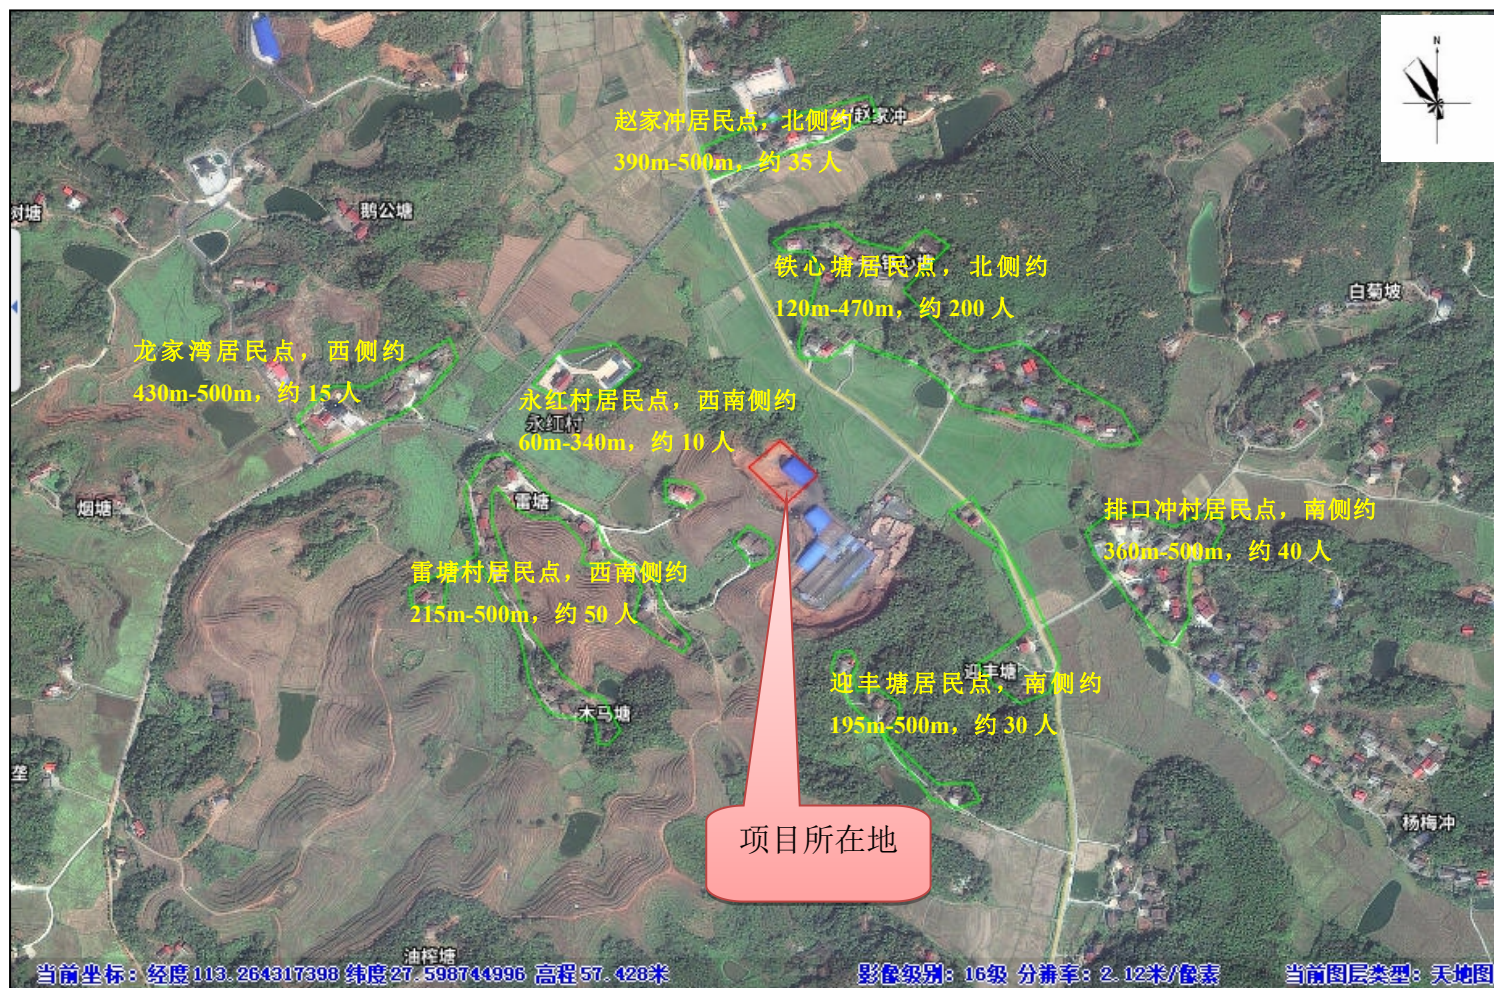 N
赵家冲居民点，北侧约
390m-500m，约 35 人
赵家冲
对塘
鹅公塘
铁心塘居民点，北侧约
120m-470m，约 200 人
白菊坡
龙家湾居民点，西侧约
430m-500m，约 15 人
永红村居民点，西南侧约
60m-340m，约 10 人
永红村
烟塘
雷塘
排口冲村居民点，南侧约
360m-500m，约 40 人
雷塘村居民点，西南侧约
215m-500m，约 50 人
迎丰塘
迎丰塘居民点，南侧约
195m-500m，约 30 人
木马塘
垄
项目所在地
杨梅冲
油榨塘
当前坐标：经度113.264317398 纬度27.598744996 高程57.428米
影像级别：16级 分辨率：2.12米/像素
当前图层类型：天地图